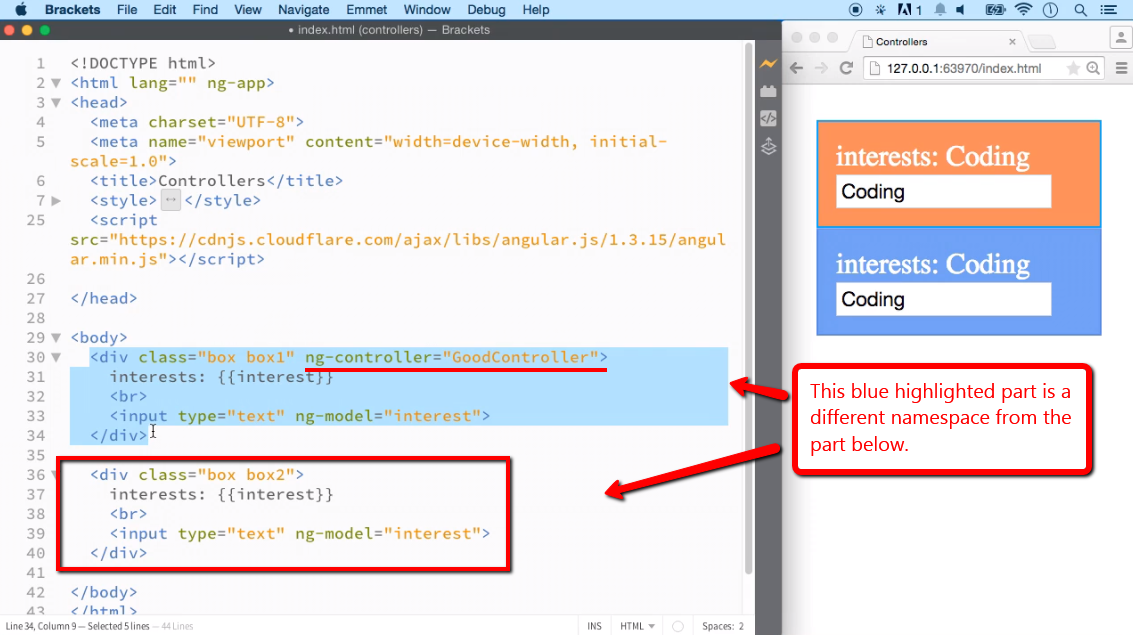 Brackets File Edit Find View Navigate Emmet Window Debug Help 1
• index.html (controllers) — Brackets
1 <!DOCTYPE html>
2 <html lang="" ng-app>
3 <head>
4 <meta charset="UTF-8">
5 <meta name="viewport" content="width=device-width, initial-
scale=1.0">
6 <title>Controllers</title>
7 <style></style>
25 <script
src="https://cdnjs.cloudflare.com/ajax/libs/angular.js/1.3.15/angul
ar.min.js"></script>
26
27 </head>
28
29 <body>
30 <div class="box box1" ng-controller="GoodController">
31 interests: {{interest}}
32 <br>
33 <input type="text" ng-model="interest">
34 </div>
35
36 <div class="box box2">
37 interests: {{interest}}
38 <br>
39 <input type="text" ng-model="interest">
40 </div>
41
42 </body>
43 </html>
Line 34, Column 9 — Selected 5 lines — 44 Lines
INS HTML Spaces: 2
Controllers
127.0.0.1:63970/index.html
interests: Coding
Coding
interests: Coding
Coding
This blue highlighted part is a
different namespace from the
part below.